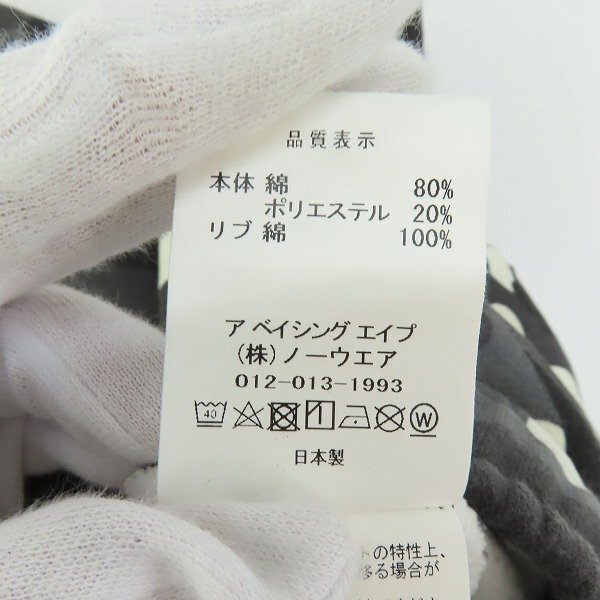 品質表示
本体 綿 80%
ポリエステル 20%
リブ 綿 100%
ア ベイシング エイプ
(株)ノーウエア
012-013-1993
40 W
日本製
の特性上、
る場合が